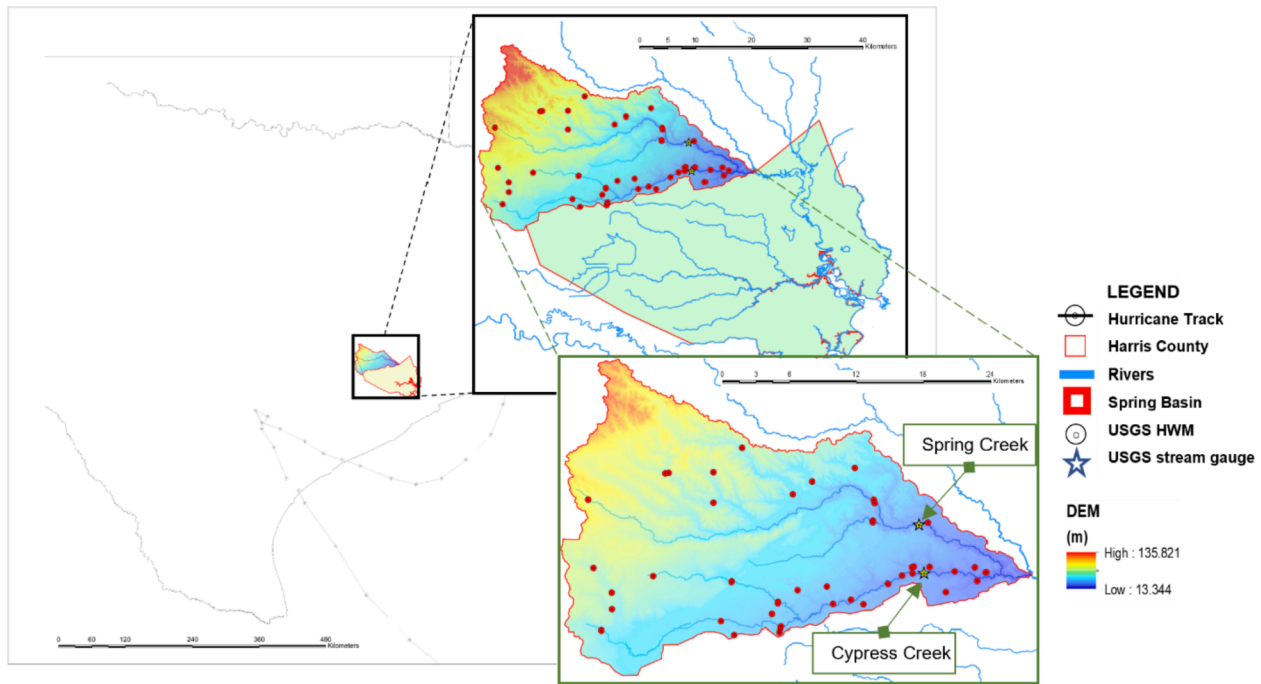 0 5 10 20 30 40
Kilometers
LEGEND
Hurricane Track
Harris County
Rivers
Spring Basin
USGS HWM
USGS stream gauge
DEM
(m)
High : 135.821
Low : 13.344
0 3 6 12 18 24
Kilometers
Spring Creek
Cypress Creek
0 60 120 240 360 480
Kilometers